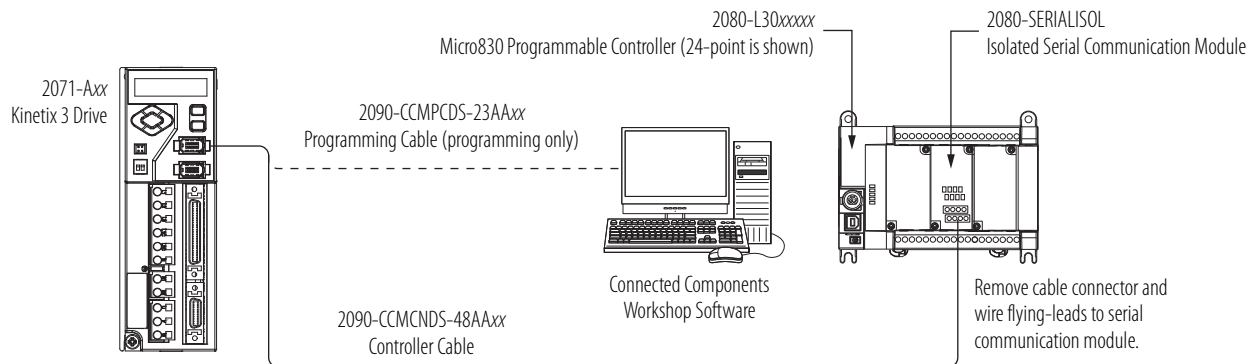 2080-L30xxxxx
Micro830 Programmable Controller (24-point is shown)
2080-SERIALISOL
Isolated Serial Communication Module
2071-Axx
Kinetix 3 Drive
2090-CCMPCDS-23AAxx
Programming Cable (programming only)
Connected Components
Workshop Software
Remove cable connector and
wire flying-leads to serial
communication module.
2090-CCMCNDS-48AAxx
Controller Cable